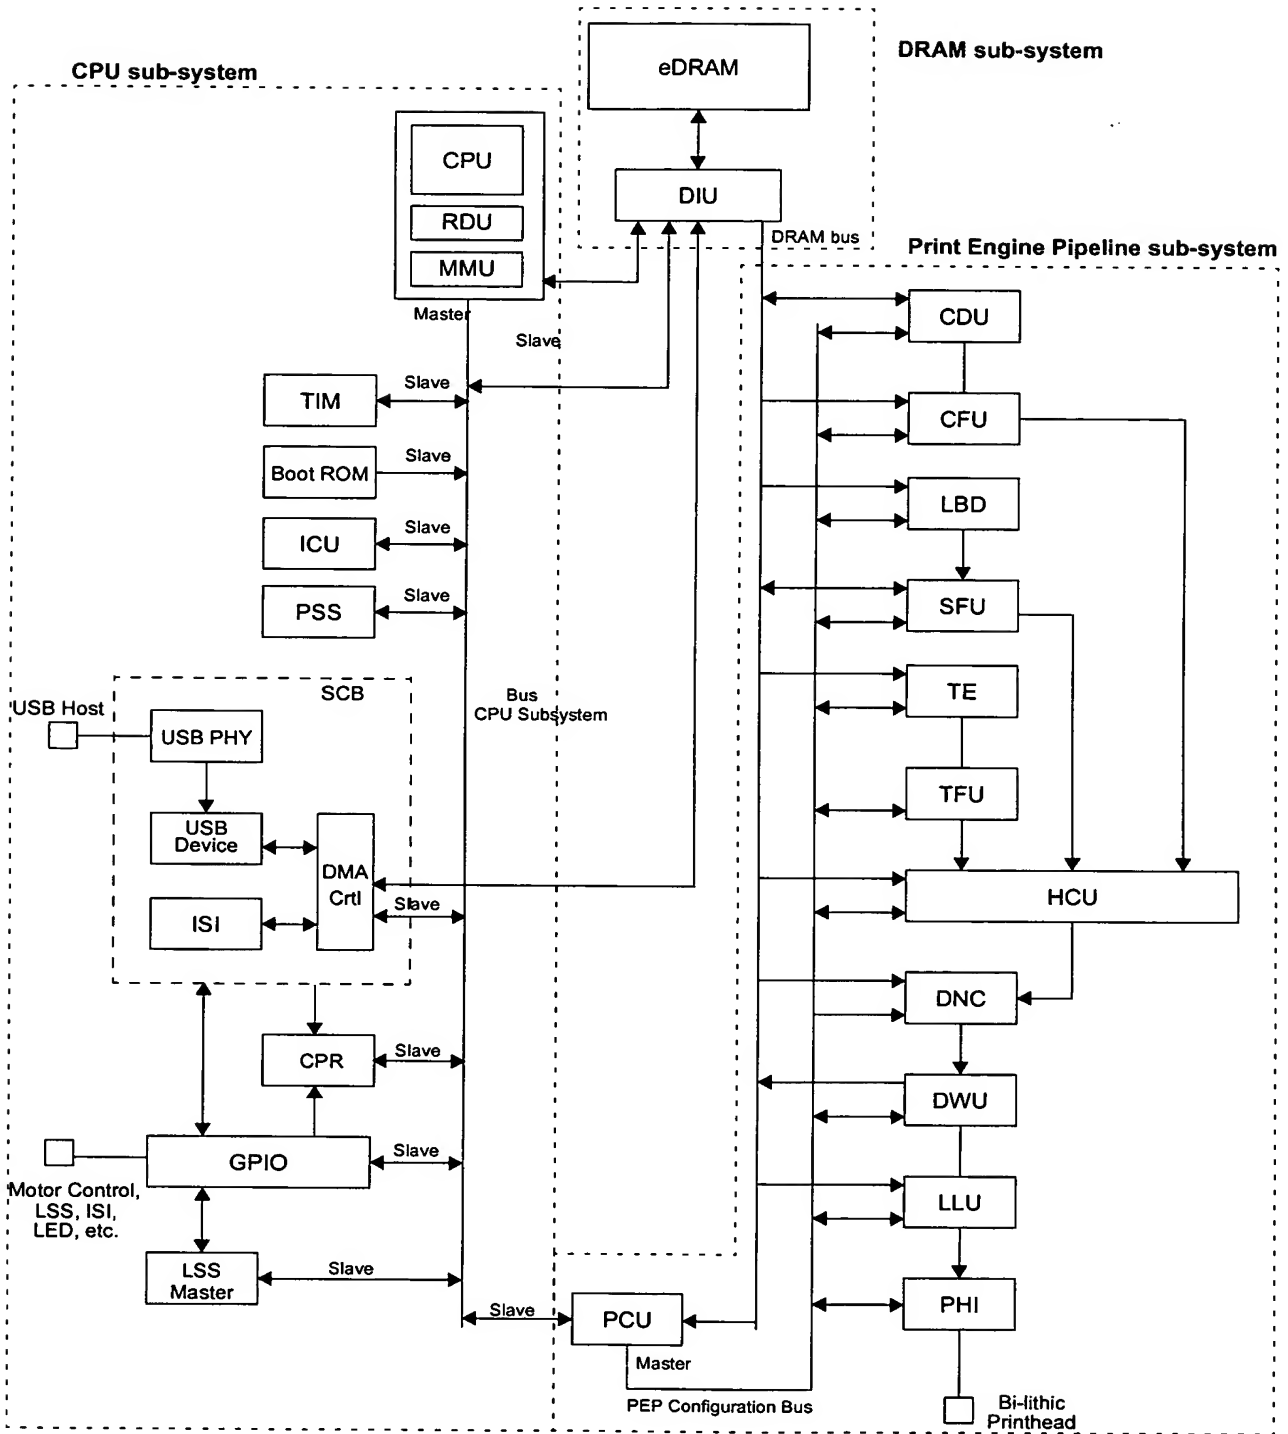 DRAM sub-system
CPU sub-system
eDRAM
CPU
DIU
RDU
DRAM bus
Print Engine Pipeline sub-system
MMU
Master
CDU
Slave
Slave
TIM
CFU
Slave
Boot ROM
LBD
Slave
ICU
Slave
PSS
SFU
SCB
TE
Bus
CPU Subsystem
USB Host
USB PHY
TFU
USB
Device
DMA
Crtl
HCU
Slave
ISI
DNC
Slave
CPR
DWU
Slave
GPIO
Motor Control,
LSS, ISI,
LED, etc.
LLU
Slave
LSS
Master
PHI
Slave
PCU
Master
PEP Configuration Bus
Bi-lithic
Printhead